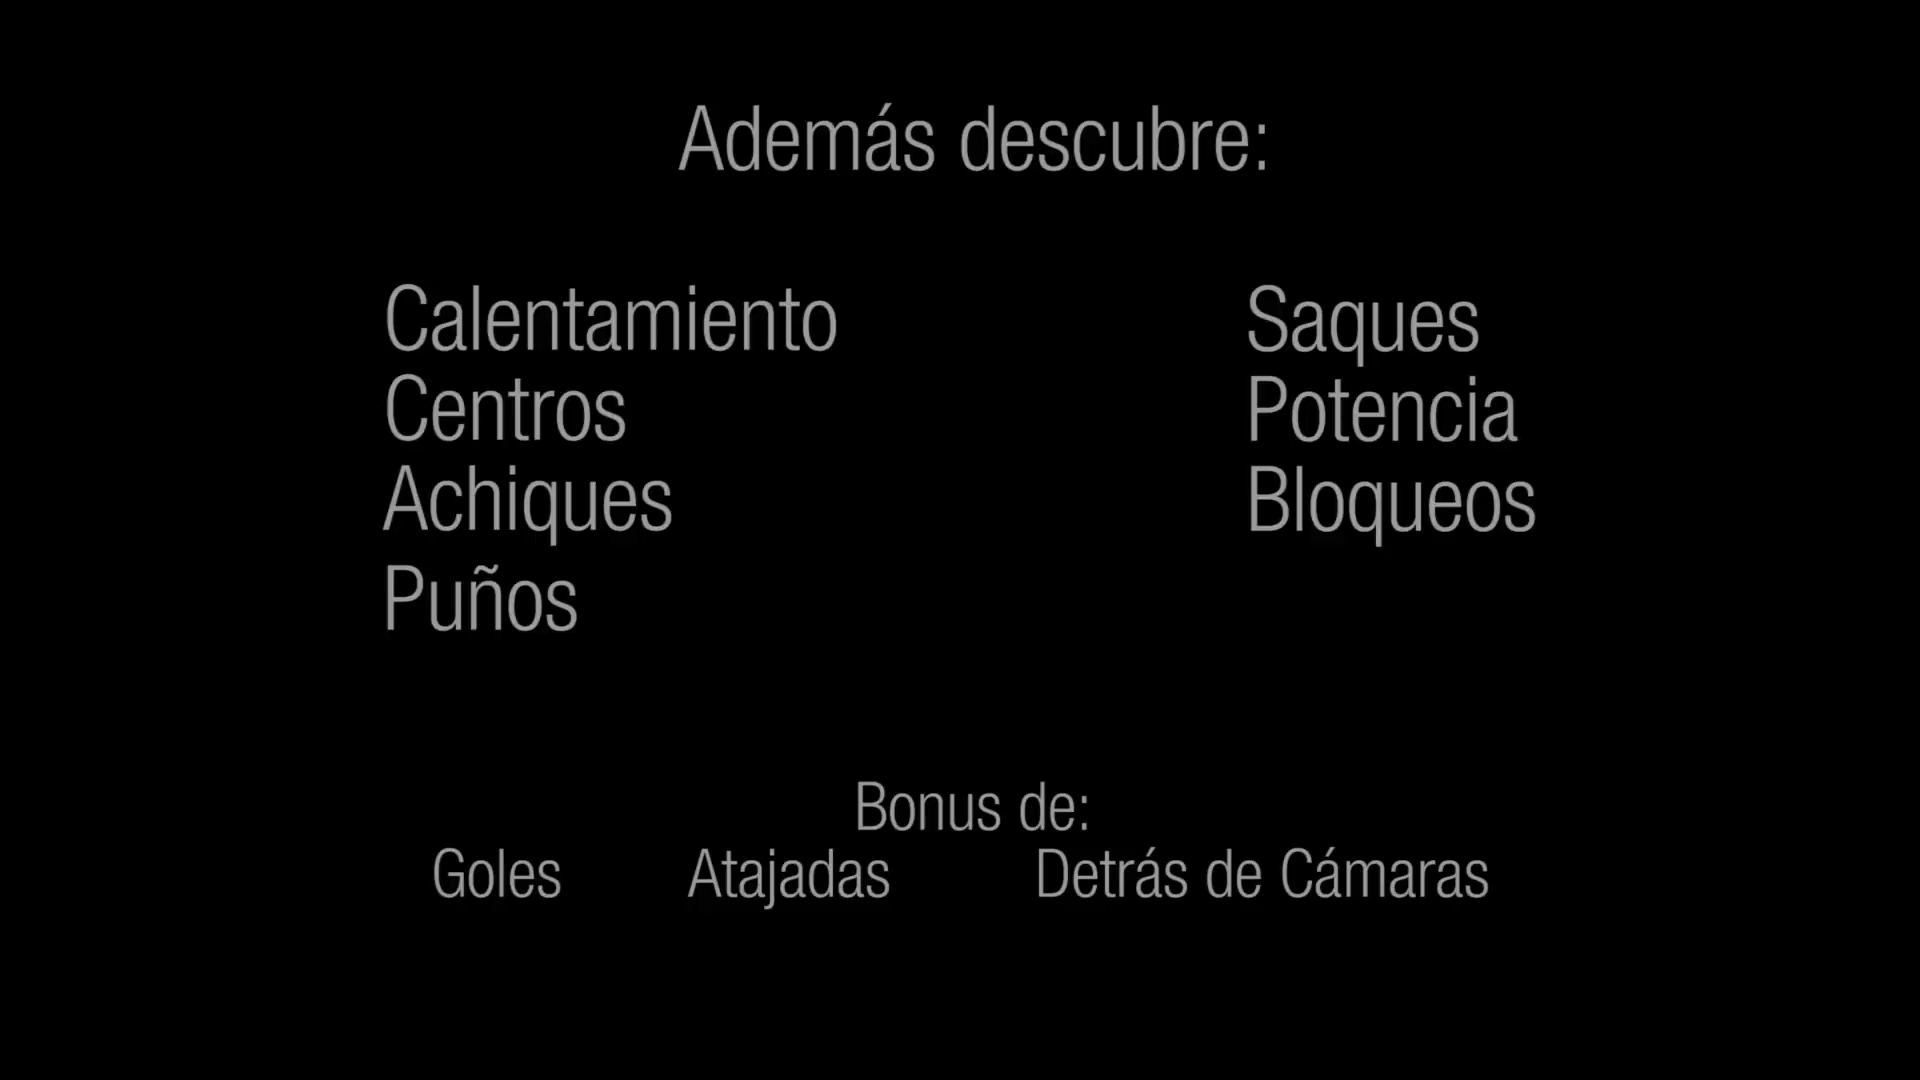 Además descubre:
Calentamiento
Centros
Achiques
Puños
Saques
Potencia
Bloqueos
Bonus de:
Goles Atajadas Detrás de Cámaras